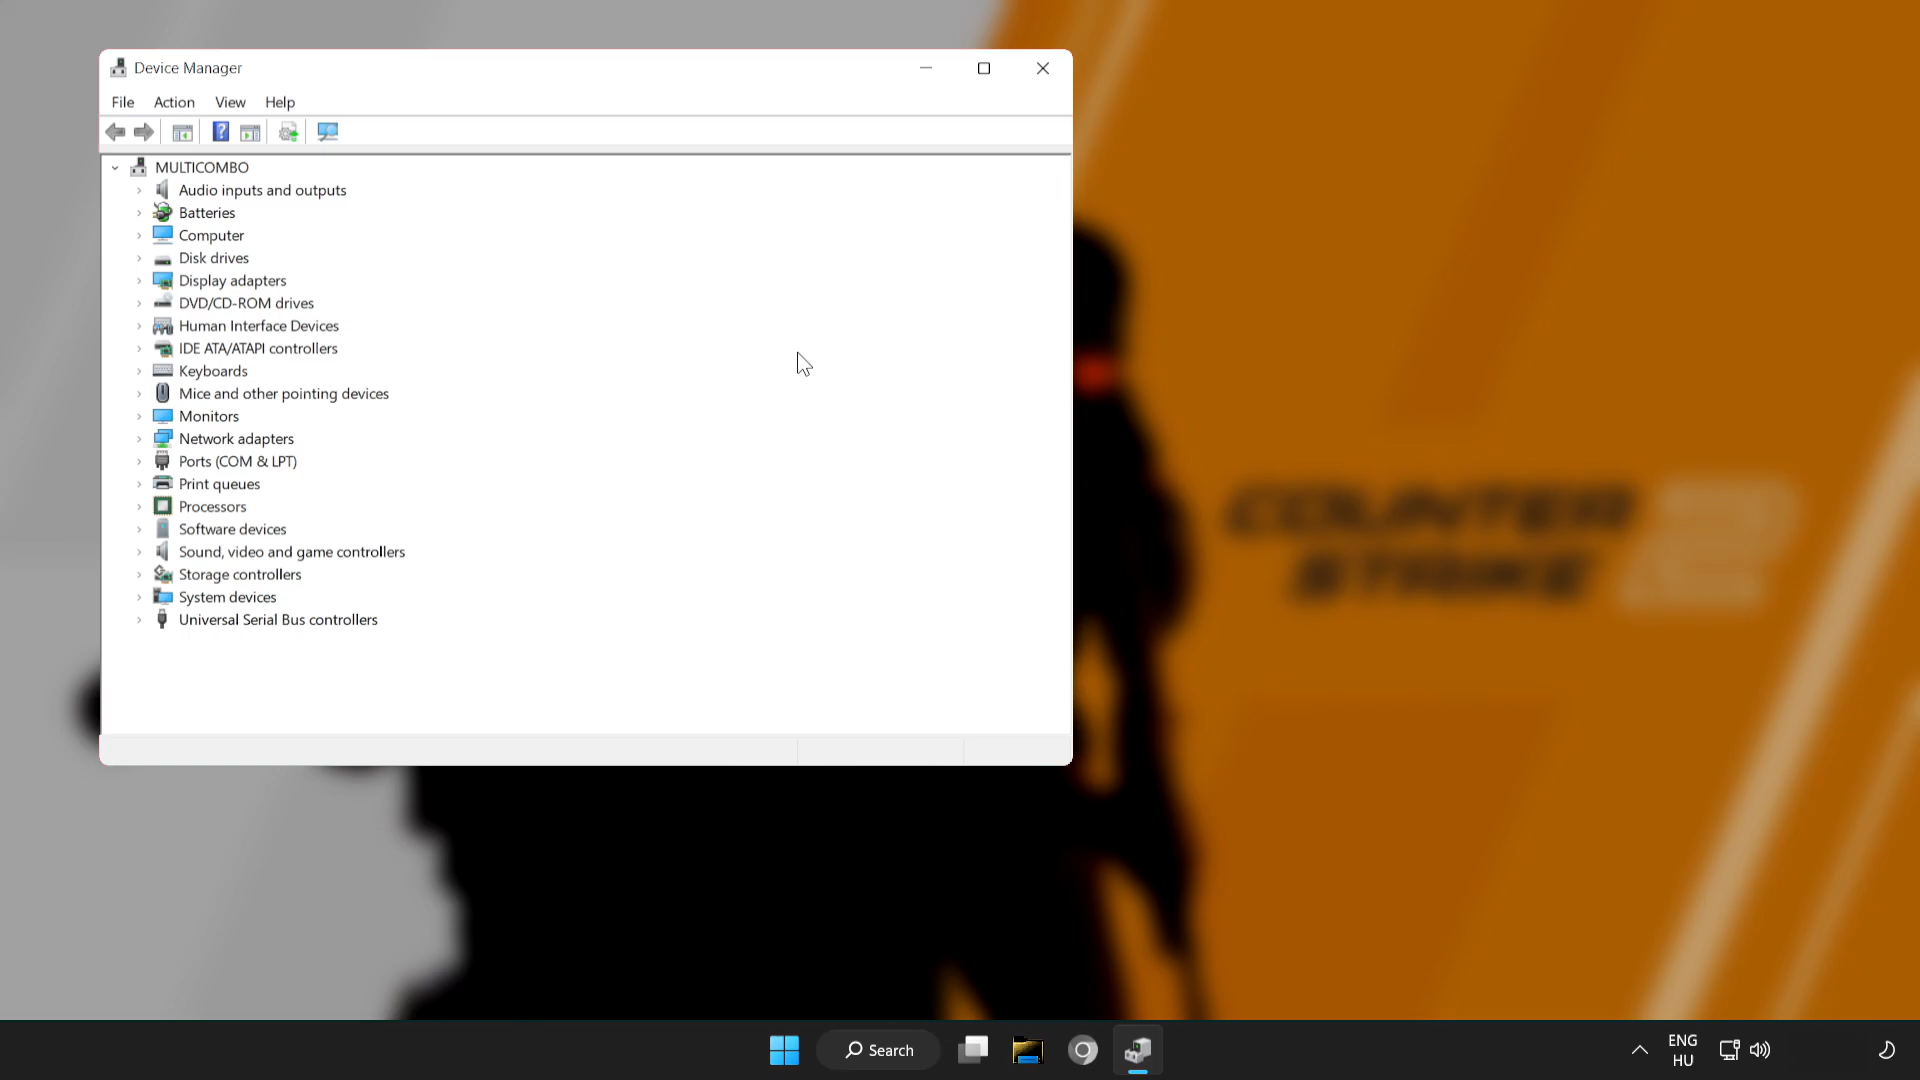 Device Manager
File Action View Help
MULTICOMBO
Audio inputs and outputs
Batteries
Computer
Disk drives
Display adapters
DVD/CD-ROM drives
Human Interface Devices
IDE ATA/ATAPI controllers
Keyboards
Mice and other pointing devices
Monitors
Network adapters
Ports (COM & LPT)
Print queues
Processors
Software devices
Sound, video and game controllers
Storage controllers
System devices
Universal Serial Bus controllers
COUNTER
STRIKE 2
Search
ENG
HU